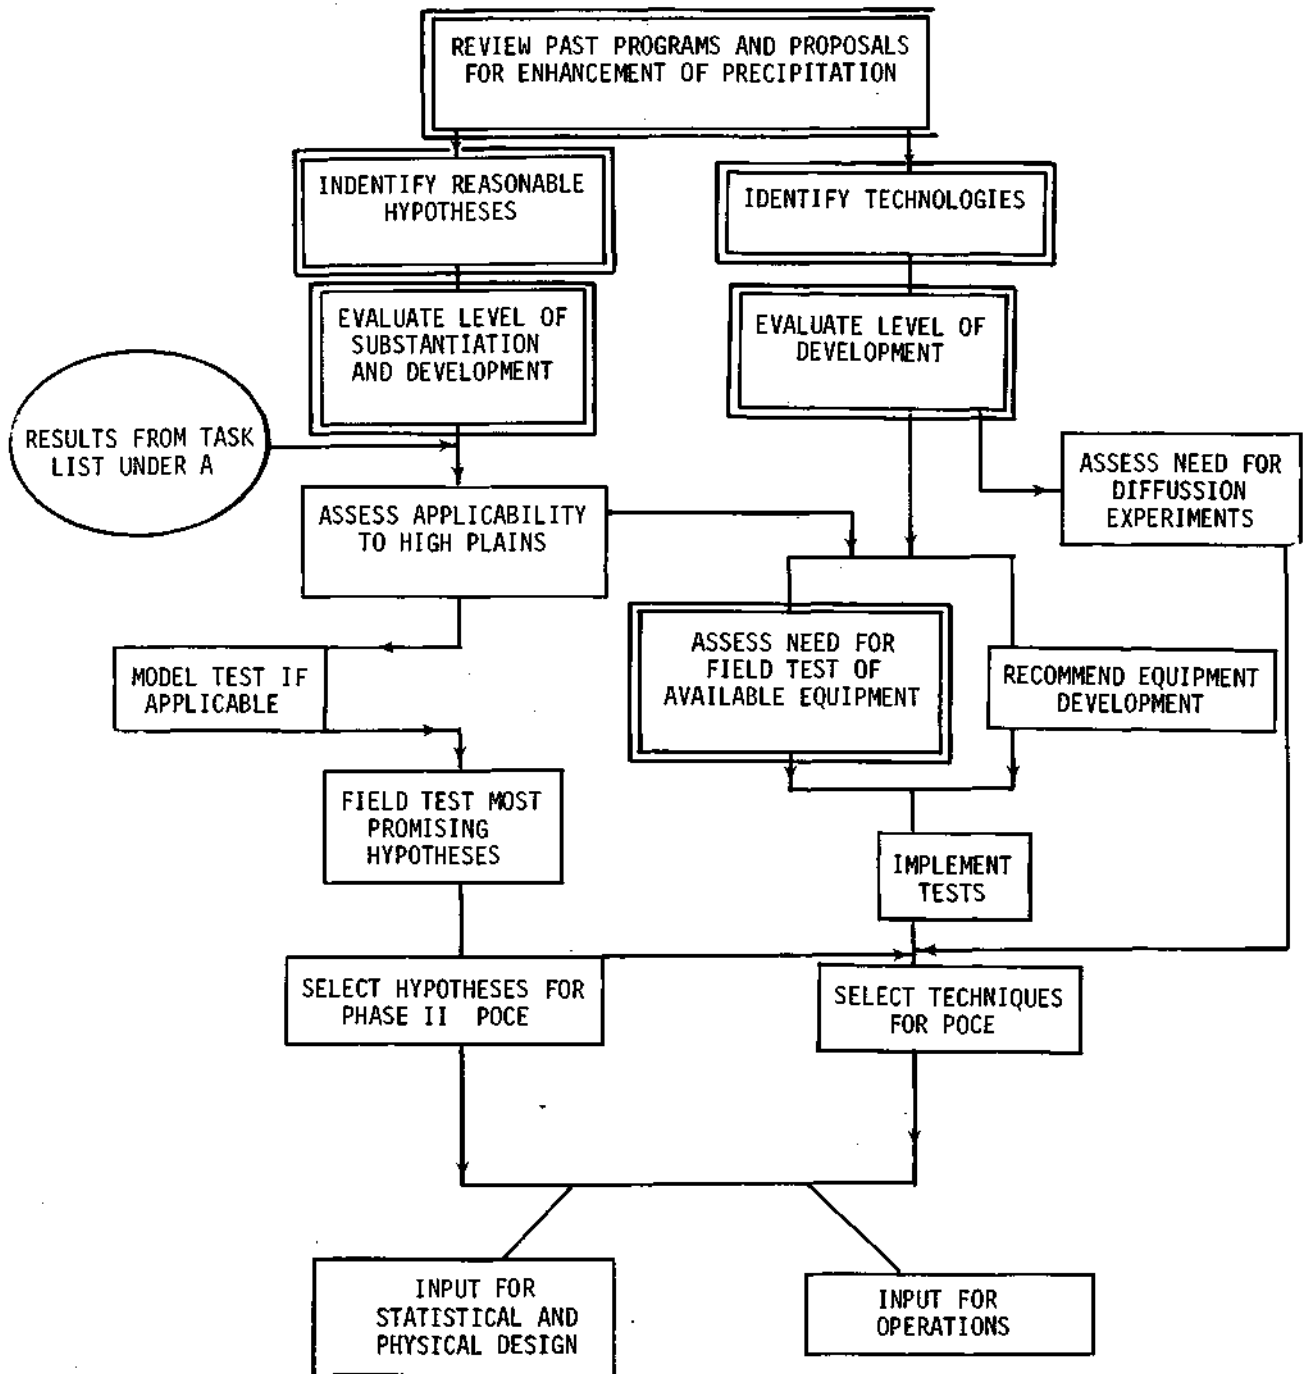 REVIEW PAST PROGRAMS AND PROPOSALS
FOR ENHANCEMENT OF PRECIPITATION
INDENTIFY REASONABLE
HYPOTHESES
IDENTIFY TECHNOLOGIES
EVALUATE LEVEL OF
SUBSTANTIATION
AND DEVELOPMENT
EVALUATE LEVEL OF
DEVELOPMENT
RESULTS FROM TASK
LIST UNDER A
ASSESS NEED FOR
DIFFUSSION
EXPERIMENTS
ASSESS APPLICABILITY
TO HIGH PLAINS
MODEL TEST IF
APPLICABLE
ASSESS NEED FOR
FIELD TEST OF
AVAILABLE EQUIPMENT
RECOMMEND EQUIPMENT
DEVELOPMENT
FIELD TEST MOST
PROMISING
HYPOTHESES
IMPLEMENT
TESTS
SELECT HYPOTHESES FOR
PHASE II POCE
SELECT TECHNIQUES
FOR POCE
INPUT FOR
STATISTICAL AND
PHYSICAL DESIGN
INPUT FOR
OPERATIONS